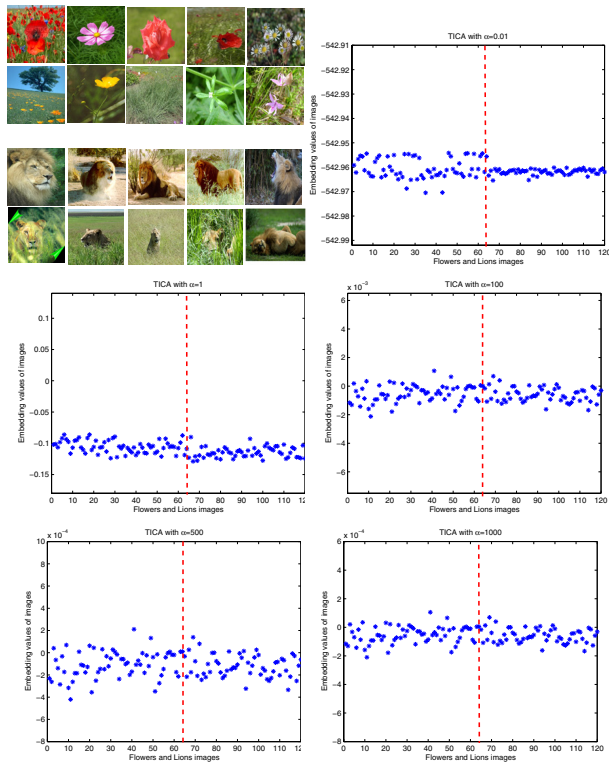 TICA with α=0.01
−542.91
−542.92
−542.93
−542.94
−542.95
−542.96
−542.97
−542.98
−542.99
Embedding values of images
0 10 20 30 40 50 60 70 80 90 100 110 120
Flowers and Lions images
TICA with α=1
0.1
0.05
0
−0.05
−0.1
−0.15
Embedding values of images
0 10 20 30 40 50 60 70 80 90 100 110 120
Flowers and Lions images
TICA with α=100
x 10⁻³
6
4
2
0
−2
−4
−6
Embedding values of images
0 10 20 30 40 50 60 70 80 90 100 110 120
Flowers and Lions images
TICA with α=500
x 10⁻⁴
10
8
6
4
2
0
−2
−4
−6
−8
Embedding values of images
0 10 20 30 40 50 60 70 80 90 100 110 120
Flowers and Lions images
TICA with α=1000
x 10⁻⁴
6
4
2
0
−2
−4
−6
−8
Embedding values of images
0 10 20 30 40 50 60 70 80 90 100 110 120
Flowers and Lions images